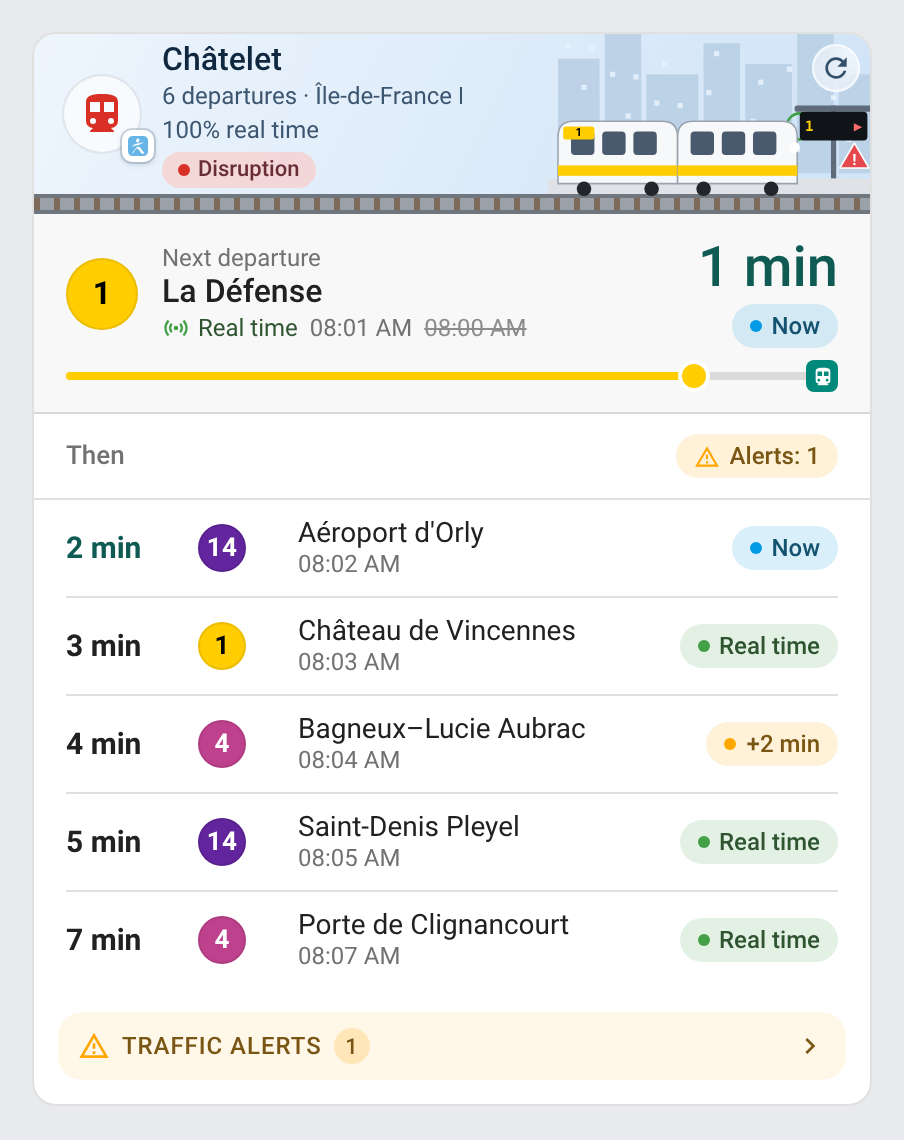 Châtelet
6 departures · Île-de-France I
100% real time
Disruption
1
1
!
1
Next departure
La Défense
Real time 08:01 AM 08:00 AM
1 min
Now
Then
Alerts: 1
2 min
14
Aéroport d'Orly
08:02 AM
Now
3 min
1
Château de Vincennes
08:03 AM
Real time
4 min
4
Bagneux–Lucie Aubrac
08:04 AM
+2 min
5 min
14
Saint-Denis Pleyel
08:05 AM
Real time
7 min
4
Porte de Clignancourt
08:07 AM
Real time
TRAFFIC ALERTS 1